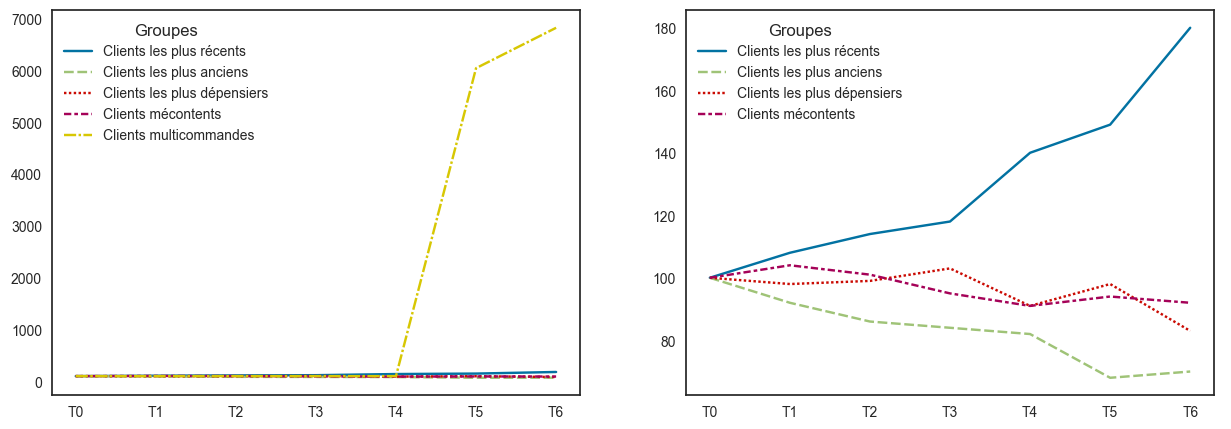 7000
6000
5000
4000
3000
2000
1000
0
Groupes
Clients les plus récents
Clients les plus anciens
Clients les plus dépensiers
Clients mécontents
Clients multicommandes
T0 T1 T2 T3 T4 T5 T6
180
160
140
120
100
80
Groupes
Clients les plus récents
Clients les plus anciens
Clients les plus dépensiers
Clients mécontents
T0 T1 T2 T3 T4 T5 T6